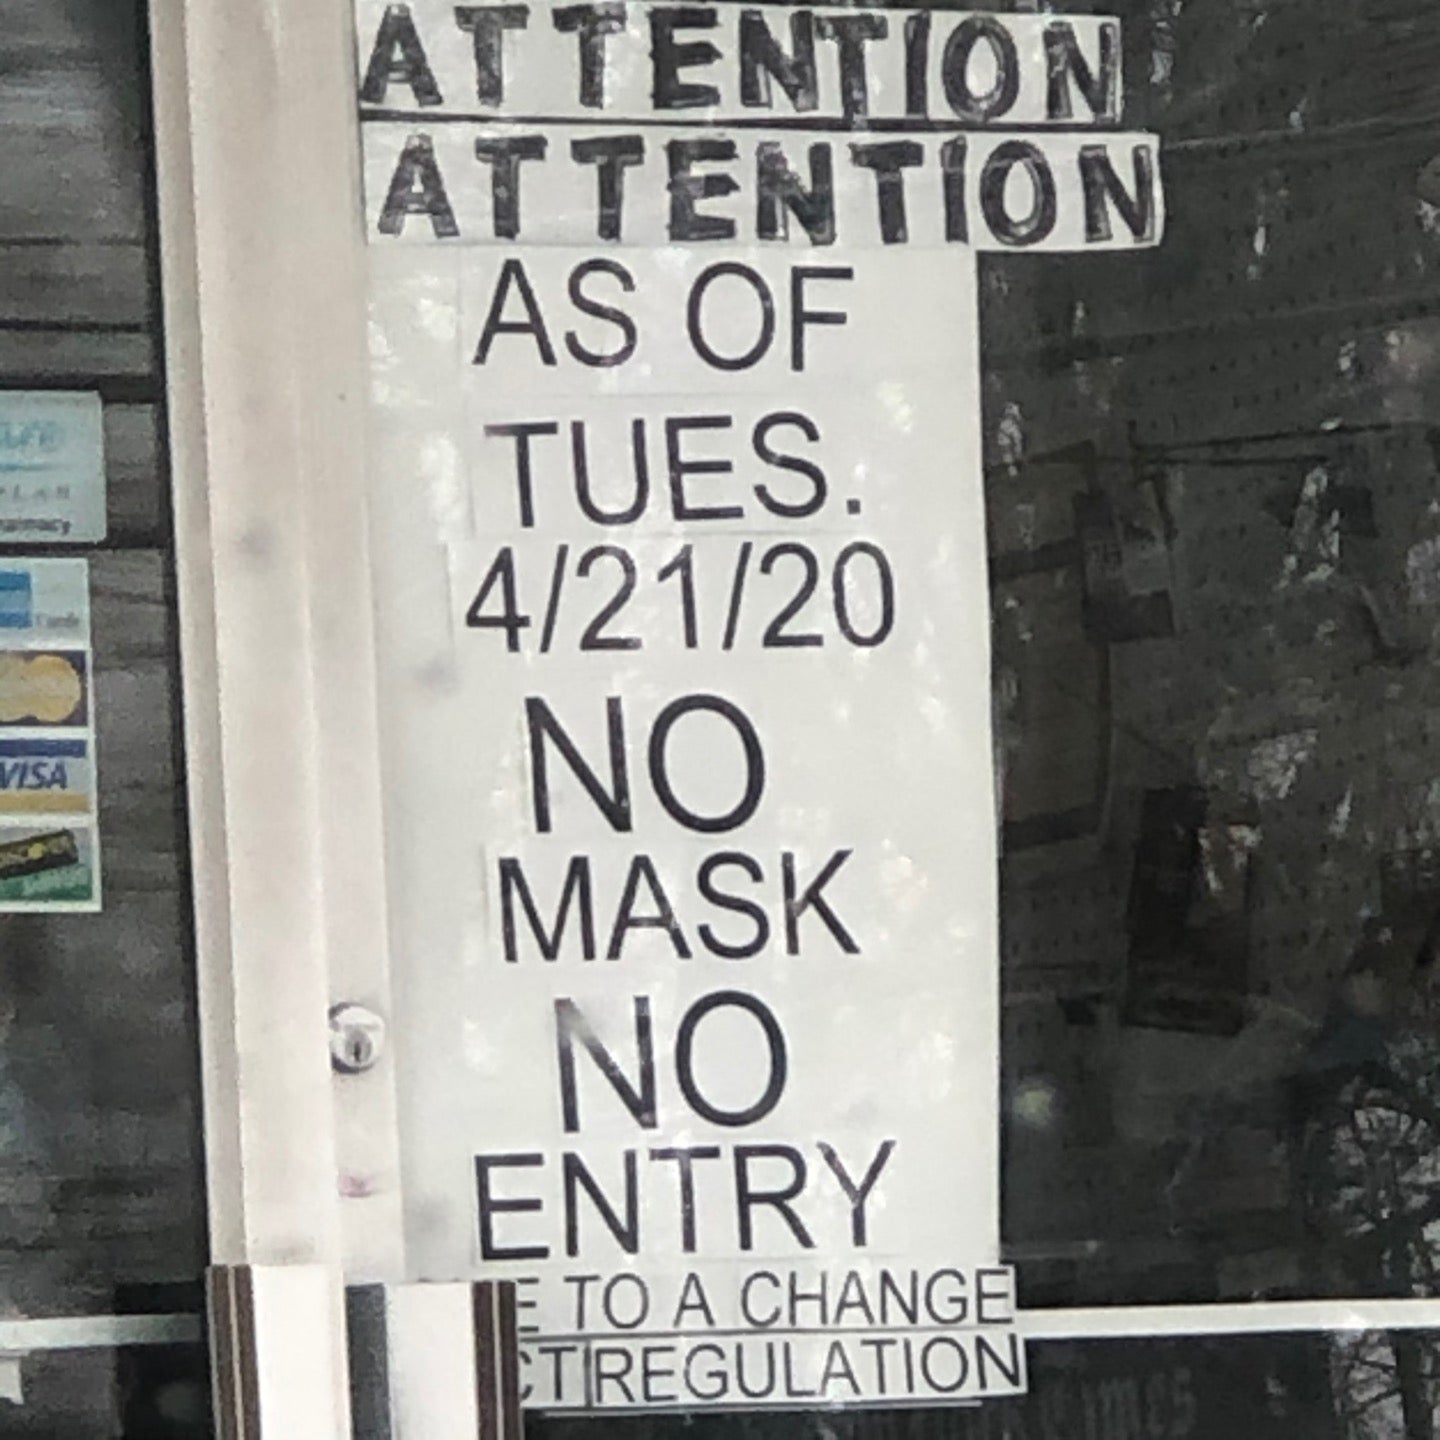 ATTENTION
ATTENTION
AS OF
TUES.
4/21/20
NO
MASK
NO
ENTRY
TO A CHANGE
REGULATION
VISA